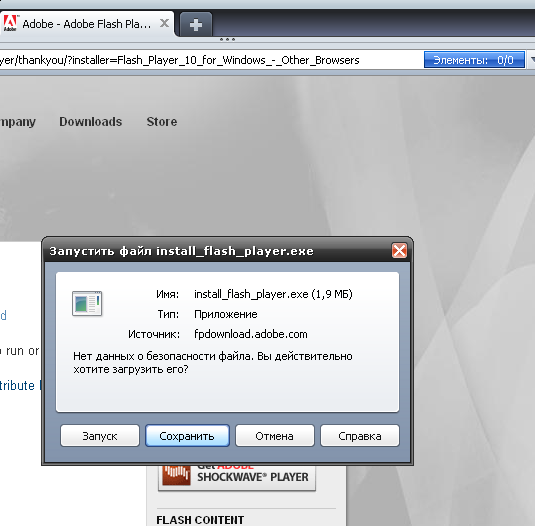 Adobe - Adobe Flash Pla...
yer/thankyou/?installer=Flash_Player_10_for_Windows_-_Other_Browsers
Элементы: 0/0
mpany Downloads Store
Запустить файл install_flash_player.exe
Имя: install_flash_player.exe (1,9 МБ)
Тип: Приложение
Источник: fpdownload.adobe.com
Нет данных о безопасности файла. Вы действительно
хотите загрузить его?
d
run or
tribute
Запуск Сохранить Отмена Справка
Get ADOBE
SHOCKWAVE® PLAYER
FLASH CONTENT